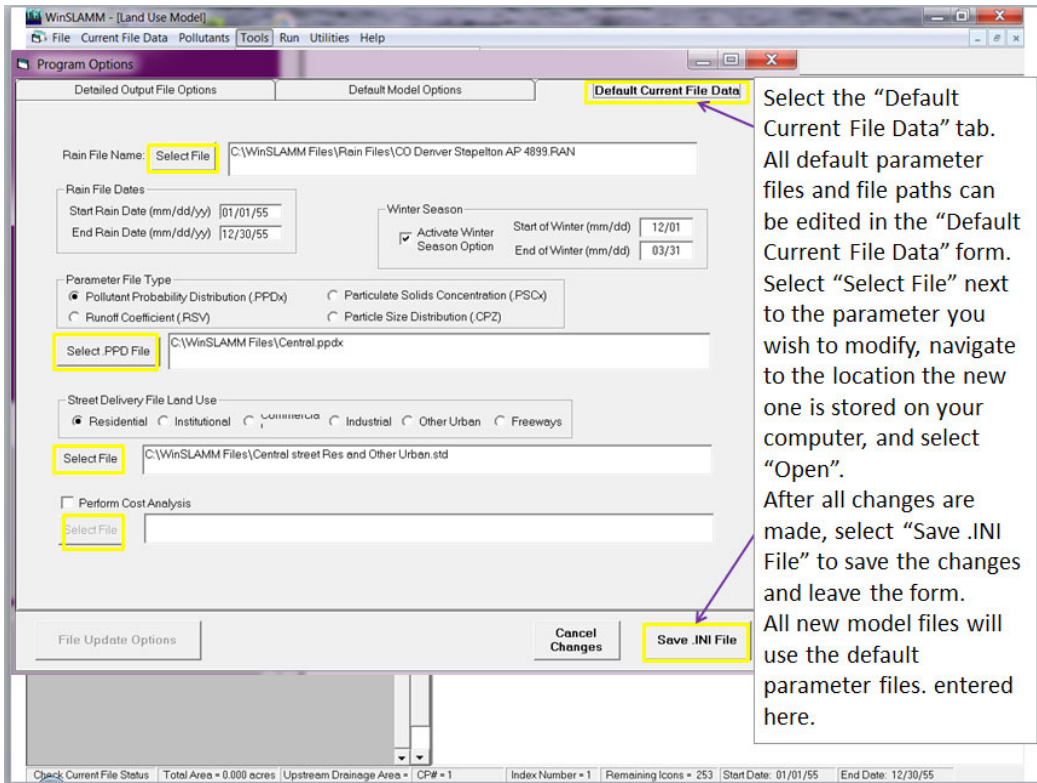 WinSLAMM - [Land Use Model]
File Current File Data Pollutants Tools Run Utilities Help
Program Options
Detailed Output File Options
Default Model Options
Default Current File Data
Rain File Name:
Select File
C:\WinSLAMM Files\Rain Files\CO Denver Stapelton AP 4899.RAN
Rain File Dates
Start Rain Date (mm/dd/yy) 01/01/55
End Rain Date (mm/dd/yy) 12/30/55
Winter Season
Activate Winter
Season Option
Start of Winter (mm/dd) 12/01
End of Winter (mm/dd) 03/31
Parameter File Type
Pollutant Probability Distribution (.PPDx)
Particulate Solids Concentration (.PSCx)
Runoff Coefficient (.RSV)
Particle Size Distribution (.CPZ)
Select .PPD File
C:\WinSLAMM Files\Central.ppdx
Street Delivery File Land Use
Residential Institutional Industrial Other Urban Freeways
Select File
C:\WinSLAMM Files\Central street Res and Other Urban.std
Perform Cost Analysis
Select File
File Update Options
Cancel
Changes
Save .INI File
Select the “Default
Current File Data” tab.
All default parameter
files and file paths can
be edited in the “Default
Current File Data” form.
Select “Select File” next
to the parameter you
wish to modify, navigate
to the location the new
one is stored on your
computer, and select
“Open”.
After all changes are
made, select “Save .INI
File” to save the changes
and leave the form.
All new model files will
use the default
parameter files. entered
here.
Check Current File Status Total Area = 0.000 acres Upstream Drainage Area = CP# = 1 Index Number = 1 Remaining Icons = 253 Start Date: 01/01/55 End Date: 12/30/55